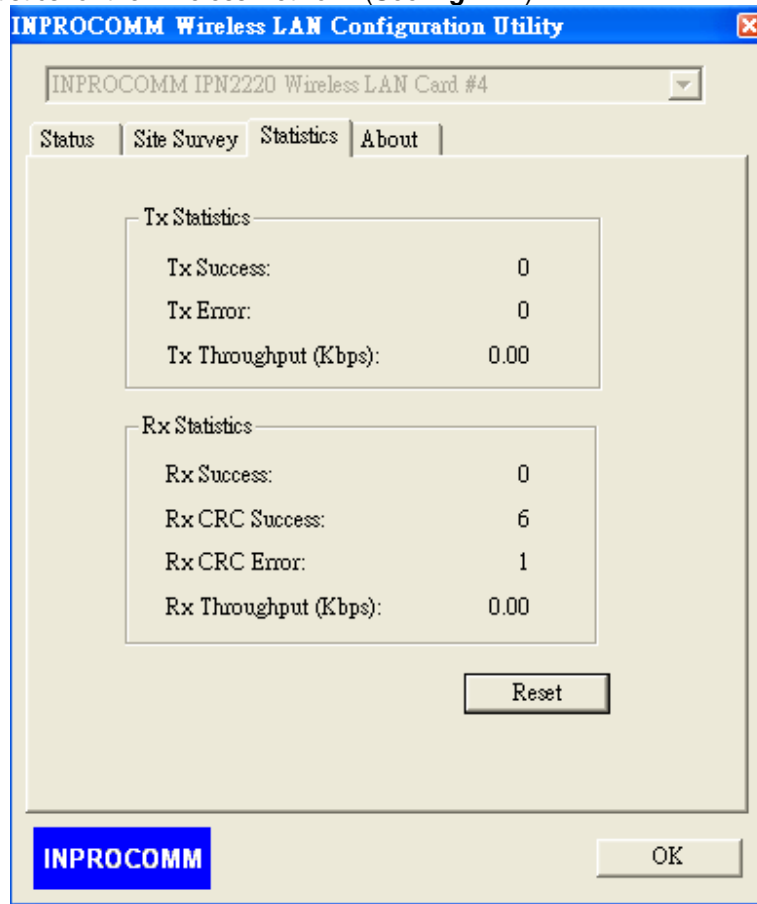 INPROCOMM Wireless LAN Configuration Utility
INPROCOMM IPN2220 Wireless LAN Card #4
Status Site Survey Statistics About
Tx Statistics
Tx Success: 0
Tx Error: 0
Tx Throughput (Kbps): 0.00
Rx Statistics
Rx Success: 0
Rx CRC Success: 6
Rx CRC Error: 1
Rx Throughput (Kbps): 0.00
Reset
INPROCOMM
OK